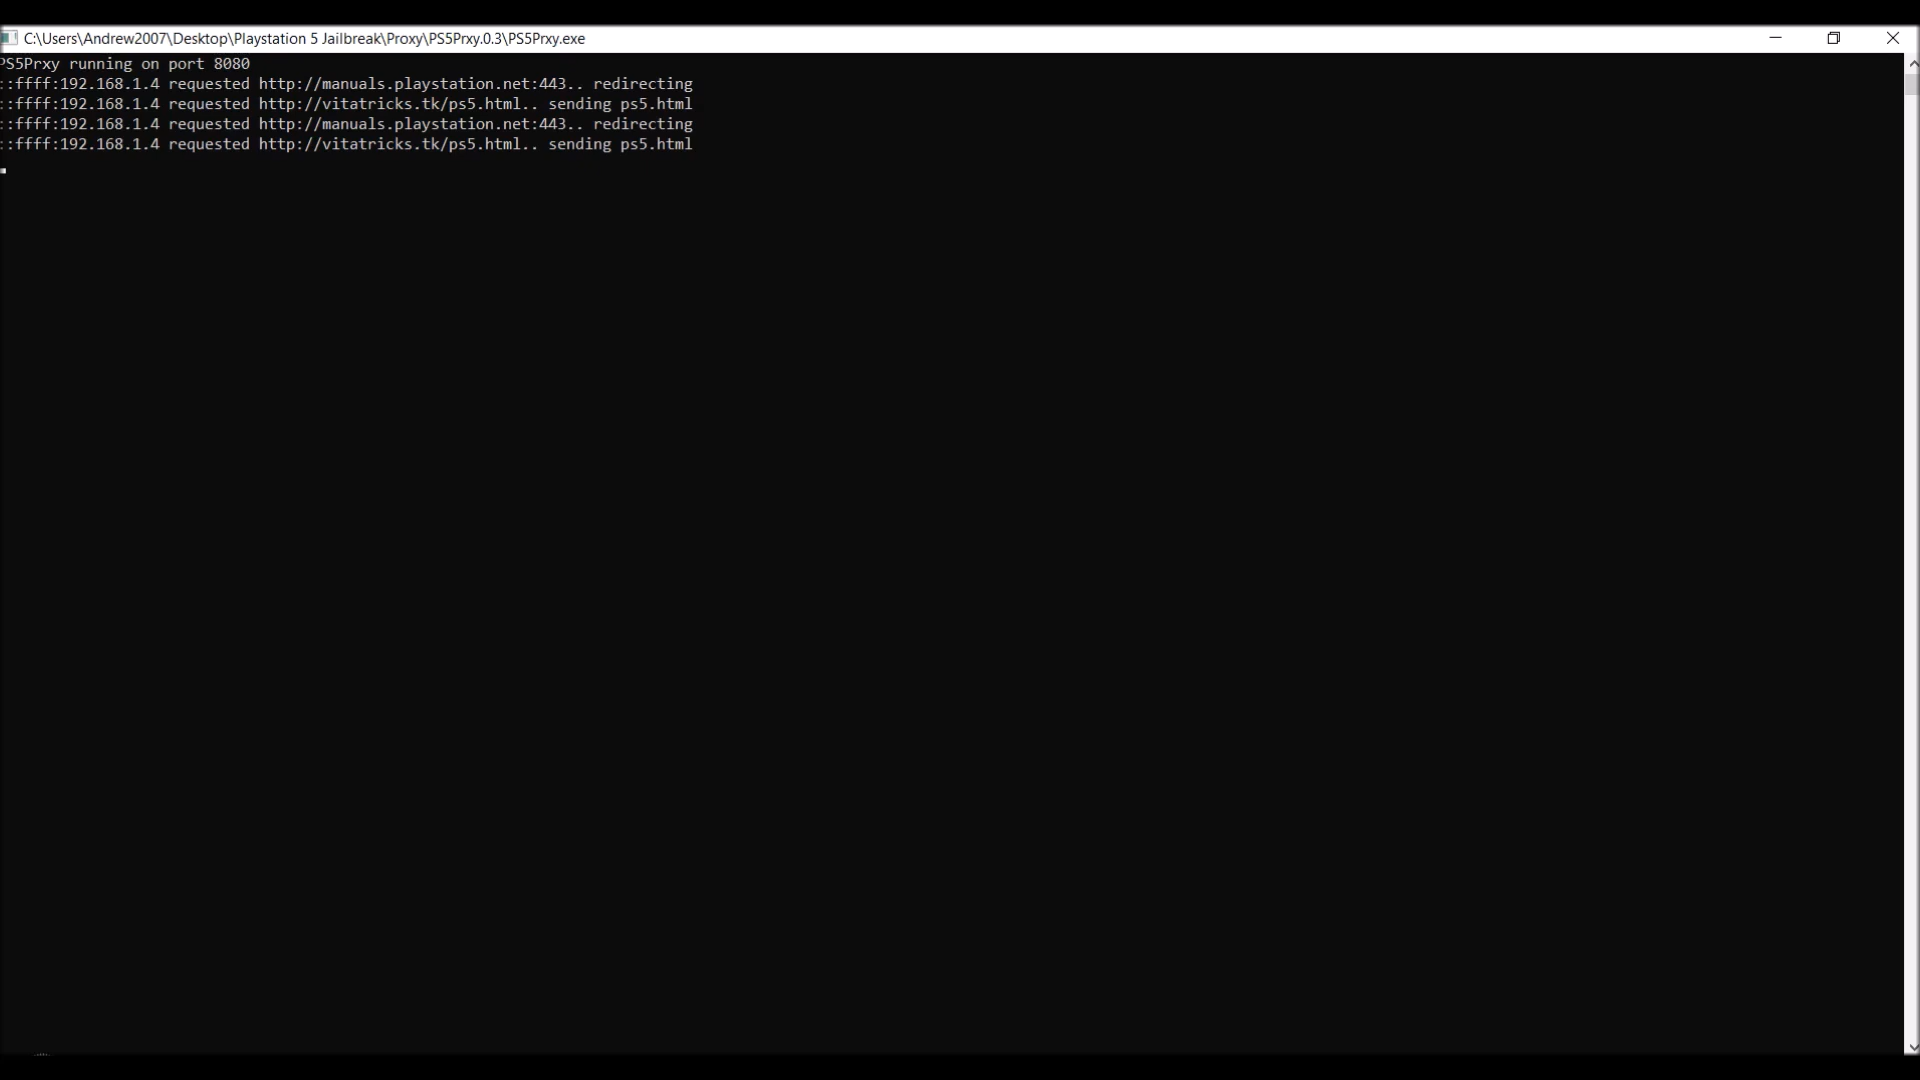 C:\Users\Andrew2007\Desktop\Playstation 5 Jailbreak\Proxy\PS5Prxy.0.3\PS5Prxy.exe
PS5Prxy running on port 8080
::ffff:192.168.1.4 requested http://manuals.playstation.net:443.. redirecting
::ffff:192.168.1.4 requested http://vitatricks.tk/ps5.html.. sending ps5.html
::ffff:192.168.1.4 requested http://manuals.playstation.net:443.. redirecting
::ffff:192.168.1.4 requested http://vitatricks.tk/ps5.html.. sending ps5.html